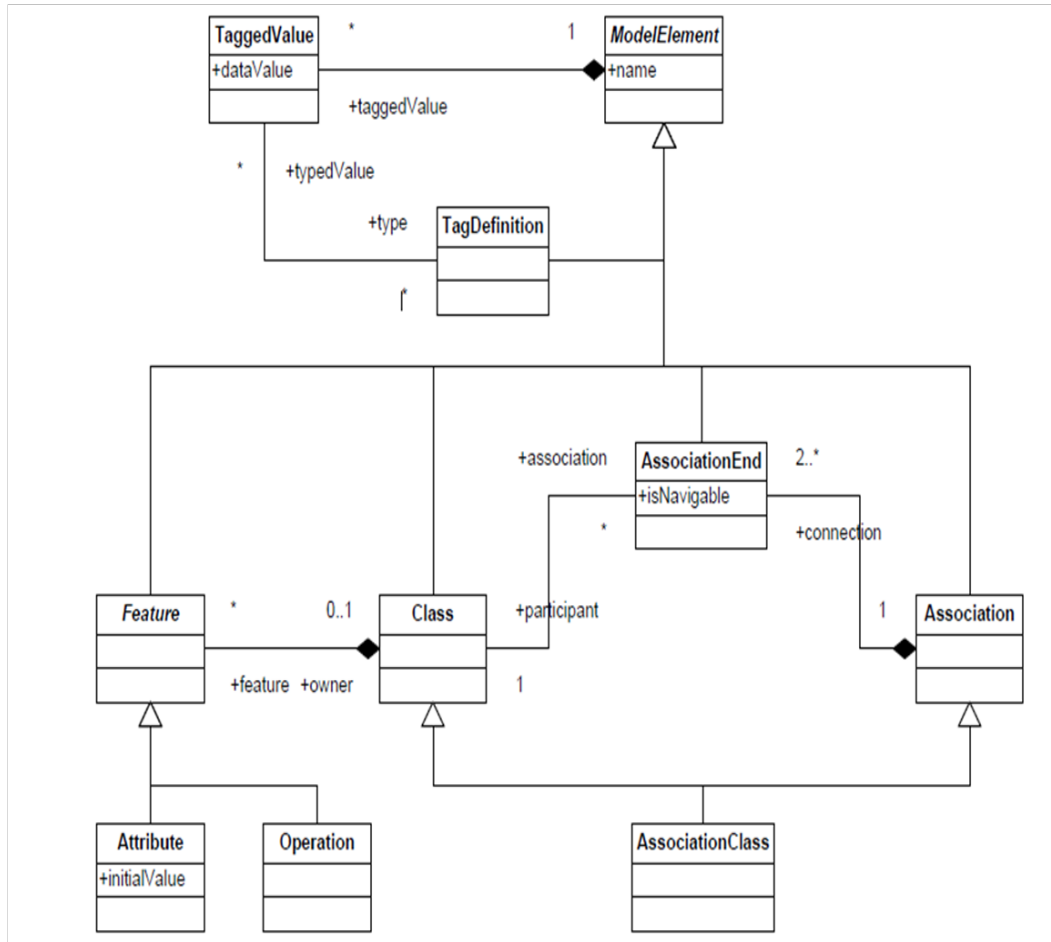 TaggedValue
*
1
ModelElement
+dataValue
+name
+taggedValue
*
+typedValue
+type
TagDefinition
*
+association
AssociationEnd
2..*
+isNavigable
*
+connection
Feature
*
0..1
Class
+participant
1
Association
+feature
+owner
1
Attribute
Operation
AssociationClass
+initialValue